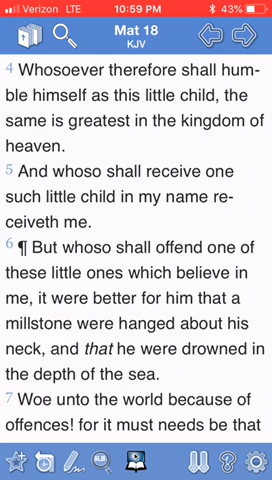 Verizon LTE 10:59 PM 43%
Mat 18
KJV
4 Whosoever therefore shall hum-
ble himself as this little child, the
same is greatest in the kingdom of
heaven.
5 And whoso shall receive one
such little child in my name re-
ceiveth me.
6 ¶ But whoso shall offend one of
these little ones which believe in
me, it were better for him that a
millstone were hanged about his
neck, and that he were drowned in
the depth of the sea.
7 Woe unto the world because of
offences! for it must needs be that
BLB